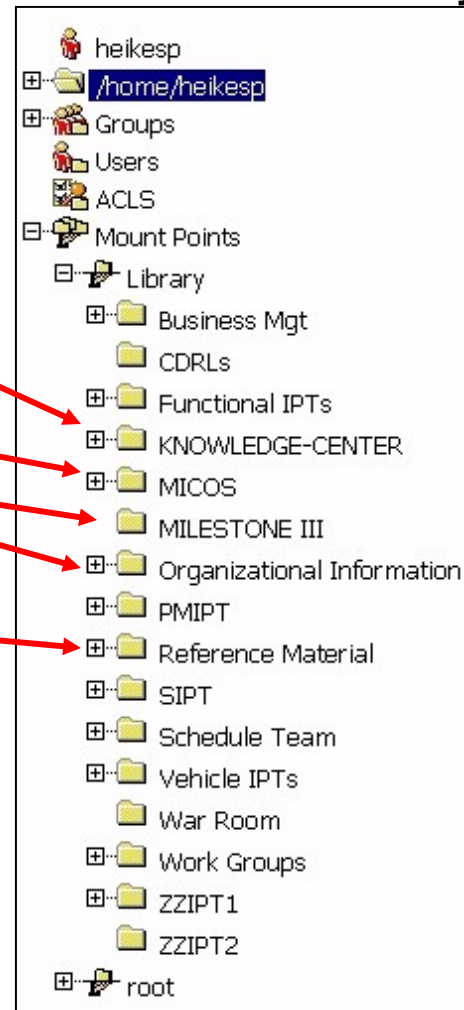 heikesp
/home/heikesp
Groups
Users
ACLS
Mount Points
Library
Business Mgt
CDRLs
Functional IPTs
KNOWLEDGE-CENTER
MICOS
MILESTONE III
Organizational Information
PMIPT
Reference Material
SIPT
Schedule Team
Vehicle IPTs
War Room
Work Groups
ZZIPT1
ZZIPT2
root